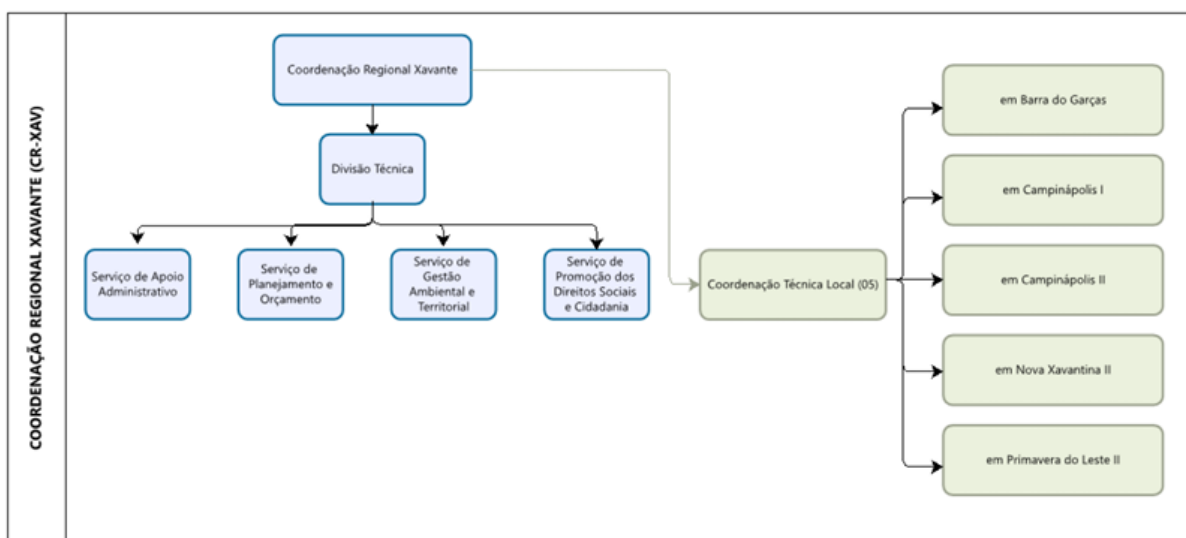 COORDENAÇÃO REGIONAL XAVANTE (CR-XAV)
Coordenação Regional Xavante
Divisão Técnica
Serviço de Apoio
Administrativo
Serviço de
Planejamento e
Orçamento
Serviço de
Gestão
Ambiental e
Territorial
Serviço de
Promoção dos
Direitos Sociais
e Cidadania
Coordenação Técnica Local (05)
em Barra do Garças
em Campinápolis I
em Campinápolis II
em Nova Xavantina II
em Primavera do Leste II